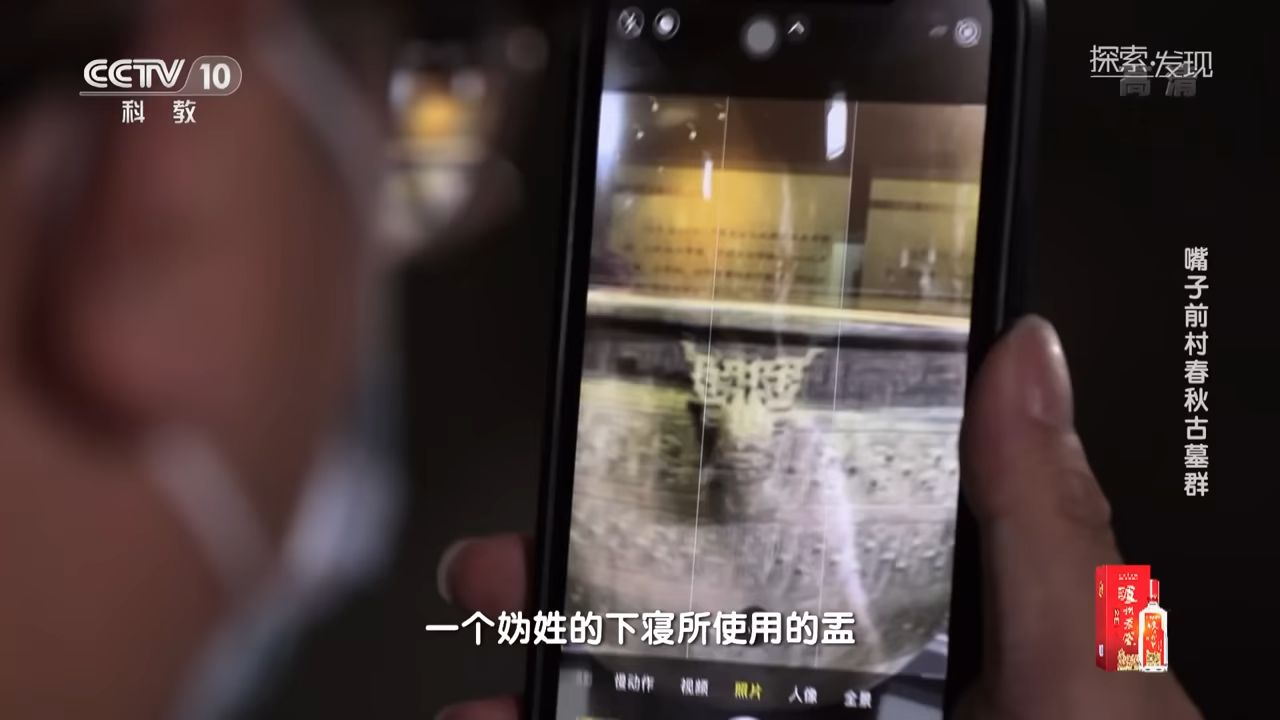 CCTV 10
科教
探索·发现
高清
嘴子前村春秋古墓群
一个妫姓的下寝所使用的盂
慢动作 视频 照片 人像 全景